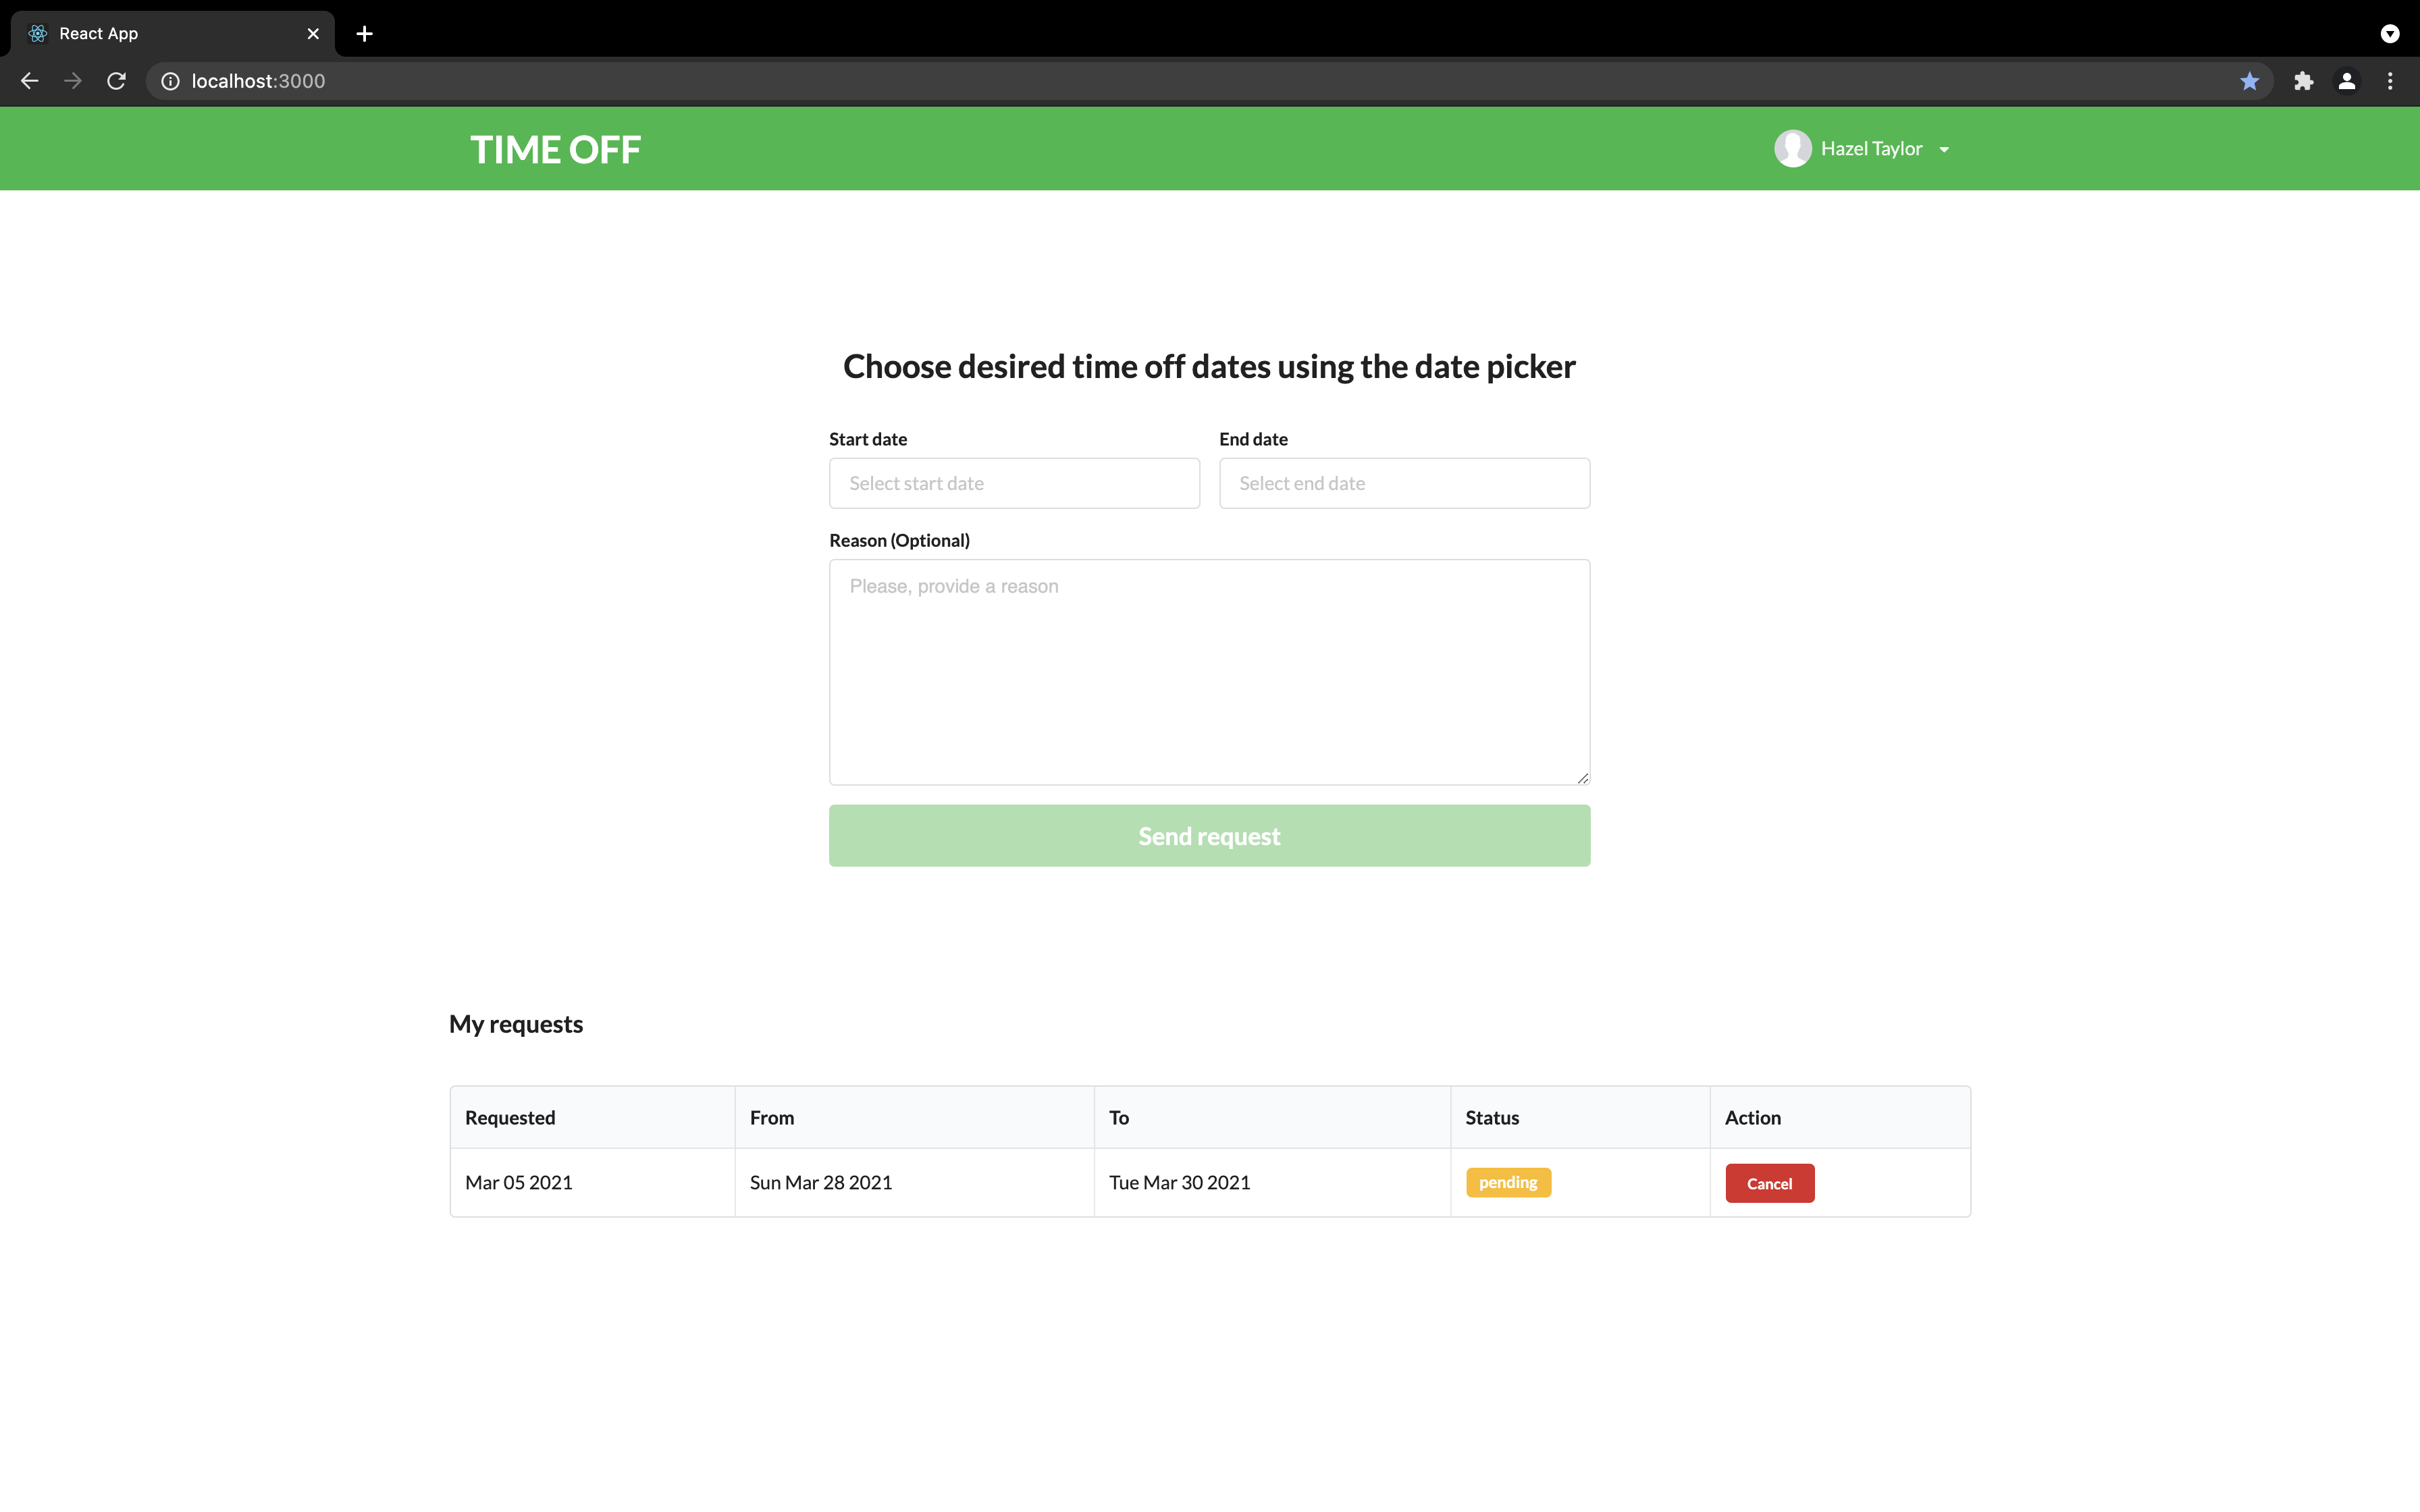 React App
localhost:3000
TIME OFF
Hazel Taylor
Choose desired time off dates using the date picker
Start date End date
Select start date Select end date
Reason (Optional)
Please, provide a reason
Send request
My requests
Requested From To Status Action
Mar 05 2021 Sun Mar 28 2021 Tue Mar 30 2021 pending Cancel